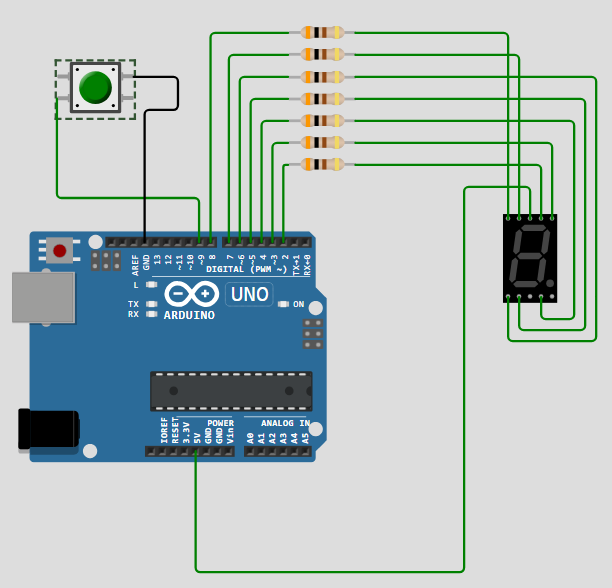 AREF
GND
13
12
~11
~10
~9
8
7
~6
~5
4
~3
2
TX→1
RX←0
DIGITAL (PWM ~)
L
TX
RX
UNO
ON
ARDUINO
IOREF
RESET
3.3V
5V
GND
GND
Vin
POWER
ANALOG IN
A0
A1
A2
A3
A4
A5